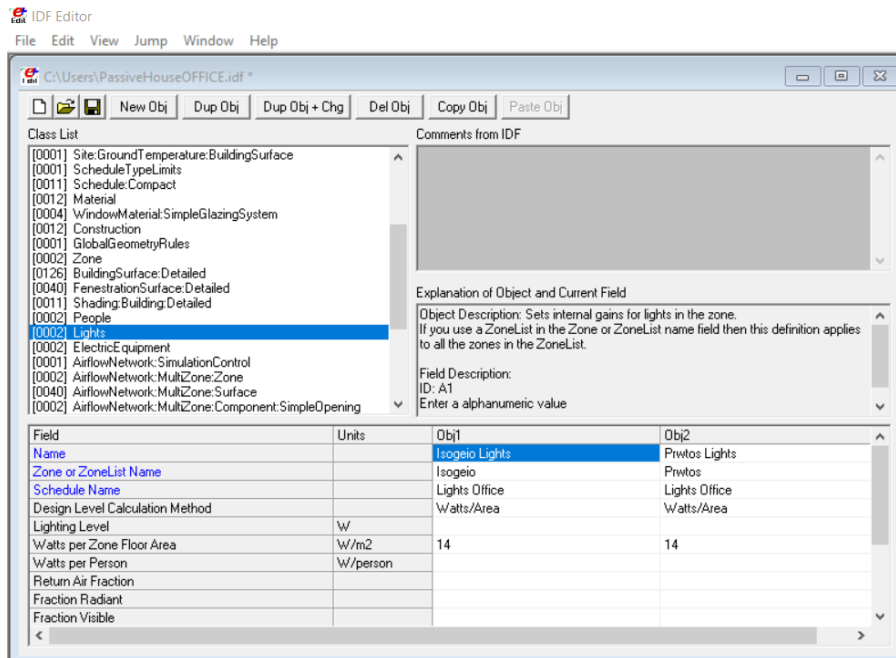 IDF Editor
File Edit View Jump Window Help
C:\Users\PassiveHouseOFFICE.idf *
New Obj Dup Obj Dup Obj + Chg Del Obj Copy Obj Paste Obj
Class List
[0001] Site:GroundTemperature:BuildingSurface
[0001] ScheduleTypeLimits
[0011] Schedule:Compact
[0012] Material
[0004] WindowMaterial:SimpleGlazingSystem
[0012] Construction
[0001] GlobalGeometryRules
[0002] Zone
[0126] BuildingSurface:Detailed
[0040] FenestrationSurface:Detailed
[0011] Shading:Building:Detailed
[0002] People
[0002] Lights
[0002] ElectricEquipment
[0001] AirflowNetwork:SimulationControl
[0002] AirflowNetwork:MultiZone:Zone
[0040] AirflowNetwork:MultiZone:Surface
[0002] AirflowNetwork:MultiZone:Component:SimpleOpening
Comments from IDF
Explanation of Object and Current Field
Object Description: Sets internal gains for lights in the zone.
If you use a ZoneList in the Zone or ZoneList name field then this definition applies
to all the zones in the ZoneList.
Field Description:
ID: A1
Enter a alphanumeric value
Field Units Obj1 Obj2
Name Isogeio Lights Prwtos Lights
Zone or ZoneList Name Isogeio Prwtos
Schedule Name Lights Office Lights Office
Design Level Calculation Method Watts/Area Watts/Area
Lighting Level W
Watts per Zone Floor Area W/m2 14 14
Watts per Person W/person
Return Air Fraction
Fraction Radiant
Fraction Visible